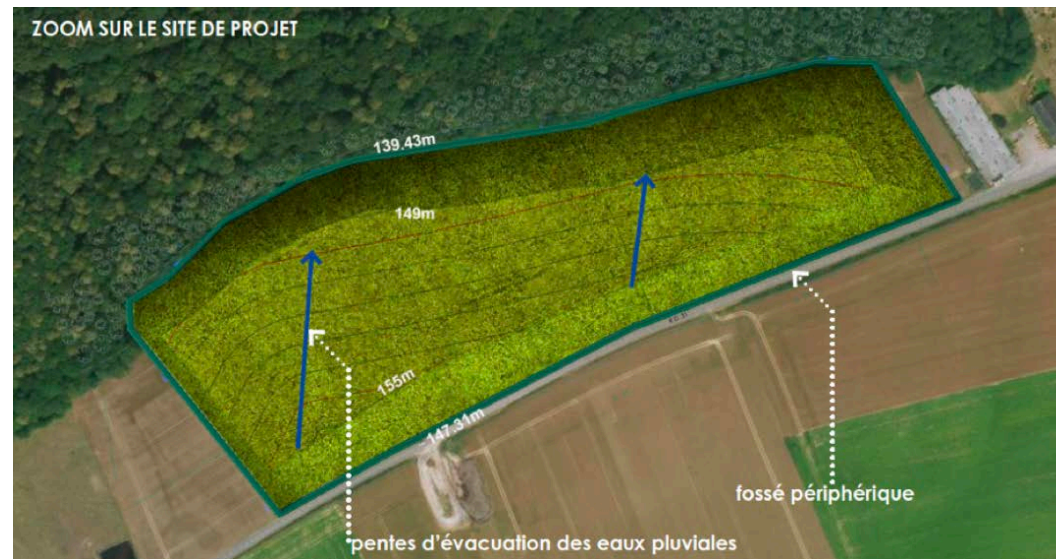 ZOOM SUR LE SITE DE PROJET
139.43m
149m
155m
147.31m
fossé périphérique
pentes d'évacuation des eaux pluviales